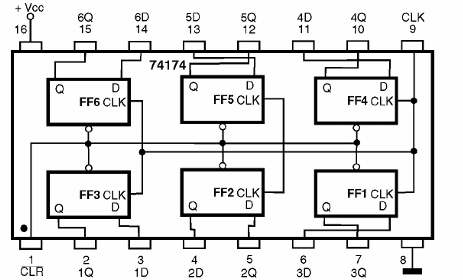 + Vcc 6Q 6D 5D 5Q 4D 4Q CLK
16 15 14 13 12 11 10 9
74174
Q D Q D Q D
FF6 CLK FF5 CLK FF4 CLK
FF3 CLK FF2 CLK FF1 CLK
Q D Q D Q D
1 2 3 4 5 6 7 8
CLR 1Q 1D 2D 2Q 3D 3Q